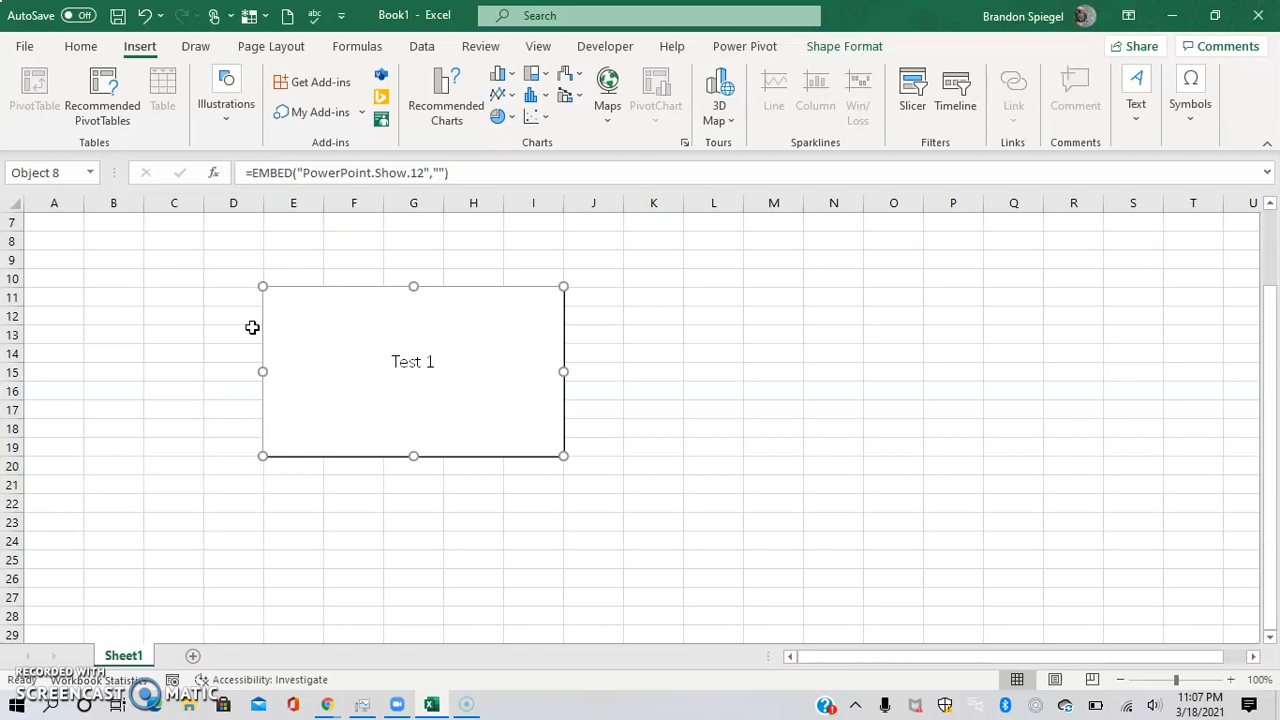 AutoSave Off Book1 - Excel Search Brandon Spiegel
File Home Insert Draw Page Layout Formulas Data Review View Developer Help Power Pivot Shape Format Share Comments
PivotTable Recommended PivotTables Table Illustrations Get Add-ins My Add-ins Recommended Charts Maps PivotChart 3D Map Line Column Win/Loss Slicer Timeline Link Comment Text Symbols
Tables Add-ins Charts Tours Sparklines Filters Links Comments
Object 8 fx =EMBED("PowerPoint.Show.12","")
A B C D E F G H I J K L M N O P Q R S T U
7
8
9
10
11
12
13
14
Test 1
15
16
17
18
19
20
21
22
23
24
25
26
27
28
29
Sheet1
RECORDED WITH
Ready Workbook Statistics Accessibility: Investigate 100%
SCREENCAST MATIC
11:07 PM
3/18/2021